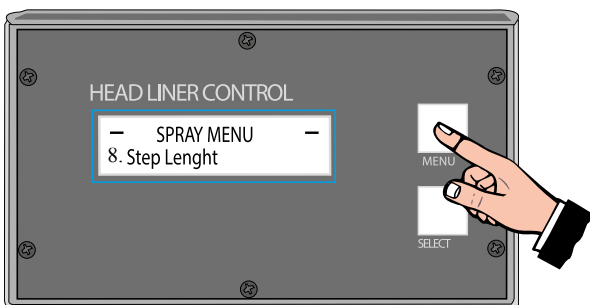 HEAD LINER CONTROL
– SPRAY MENU –
8. Step Lenght
MENU
SELECT